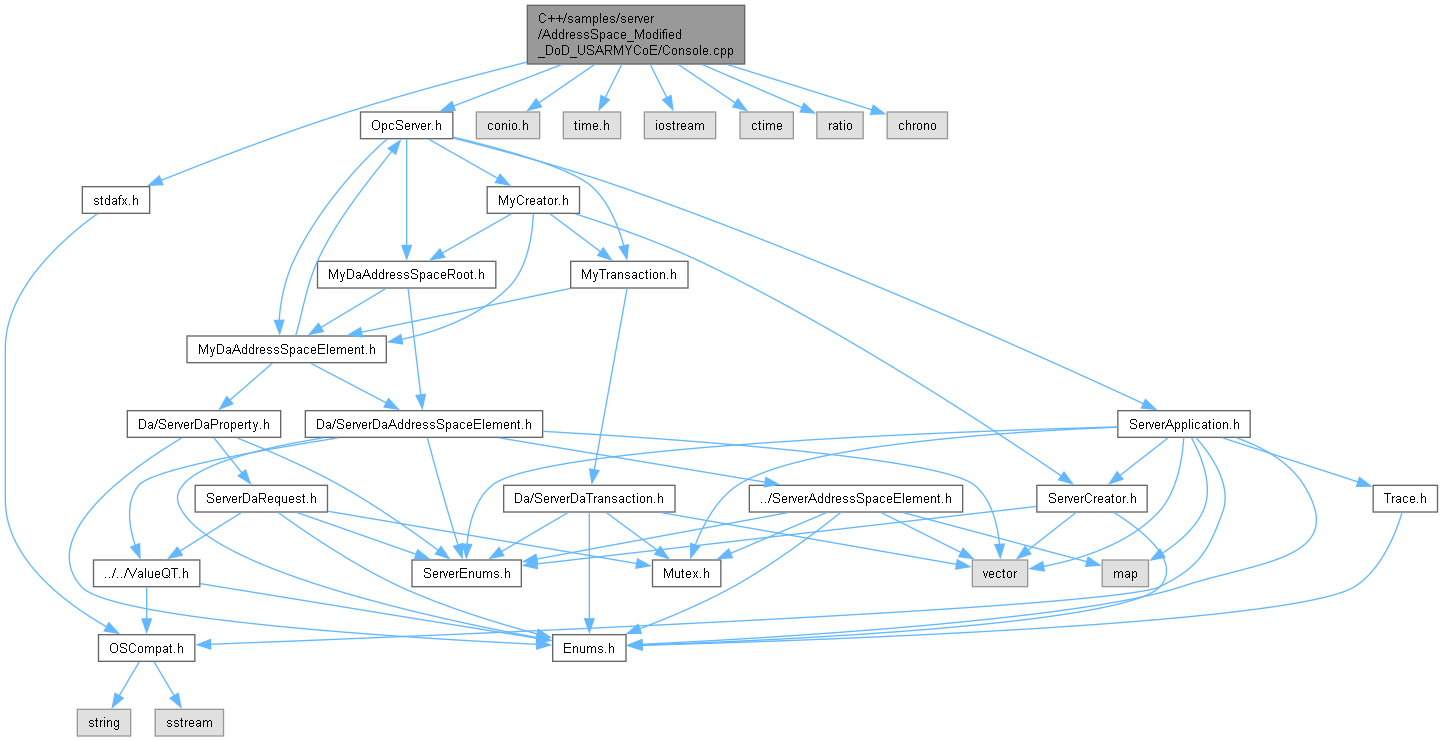 C++/samples/server
/AddressSpace_Modified
_DoD_USARMYCoE/Console.cpp
OpcServer.h
conio.h
time.h
iostream
ctime
ratio
chrono
stdafx.h
MyCreator.h
MyDaAddressSpaceRoot.h
MyTransaction.h
MyDaAddressSpaceElement.h
Da/ServerDaProperty.h
Da/ServerDaAddressSpaceElement.h
ServerApplication.h
ServerDaRequest.h
Da/ServerDaTransaction.h
../ServerAddressSpaceElement.h
ServerCreator.h
Trace.h
../../ValueQT.h
ServerEnums.h
Mutex.h
vector
map
OSCompat.h
Enums.h
string
sstream